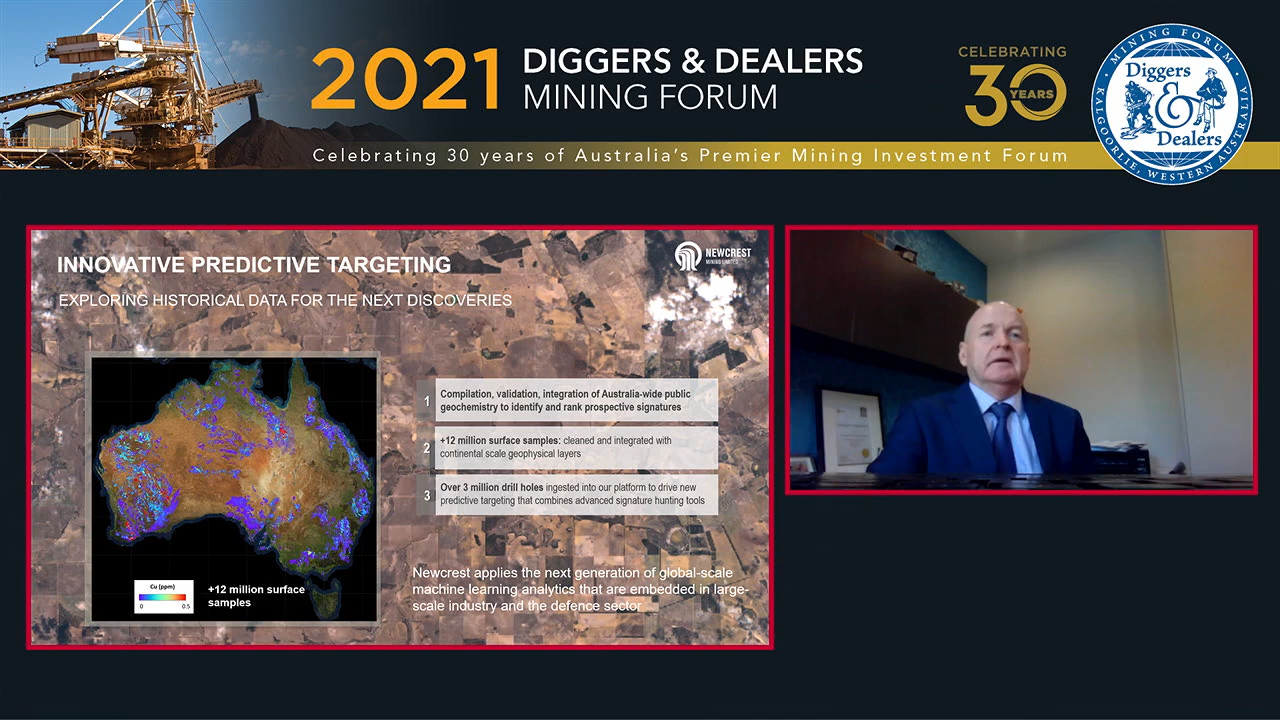 2021 DIGGERS & DEALERS
MINING FORUM
CELEBRATING
30 YEARS
Celebrating 30 years of Australia's Premier Mining Investment Forum
MINING FORUM
Diggers
&
Dealers
KALGOORLIE, WESTERN AUSTRALIA
INNOVATIVE PREDICTIVE TARGETING
NEWCREST
MINING LIMITED
EXPLORING HISTORICAL DATA FOR THE NEXT DISCOVERIES
1
Compilation, validation, integration of Australia-wide public
geochemistry to identify and rank prospective signatures
2
+12 million surface samples: cleaned and integrated with
continental scale geophysical layers
3
Over 3 million drill holes ingested into our platform to drive new
predictive targeting that combines advanced signature hunting tools
Cu (ppm)
0 0.5
+12 million surface
samples
Newcrest applies the next generation of global-scale
machine learning analytics that are embedded in large-
scale industry and the defence sector